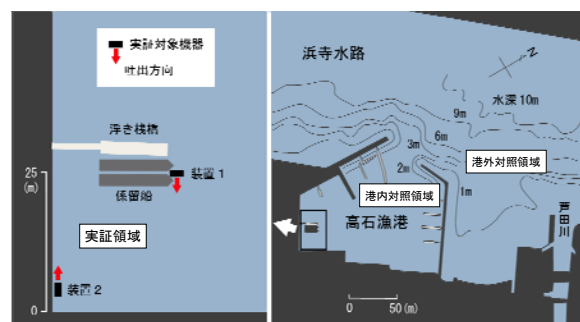 実証対象機器
吐出方向
浮き桟橋
装置1
係留船
25
(m)
実証領域
装置2
0
浜寺水路
Z
水深10m
9m
6m
3m
2m
1m
港外対照領域
港内対照領域
高石漁港
芦田川
0 50(m)